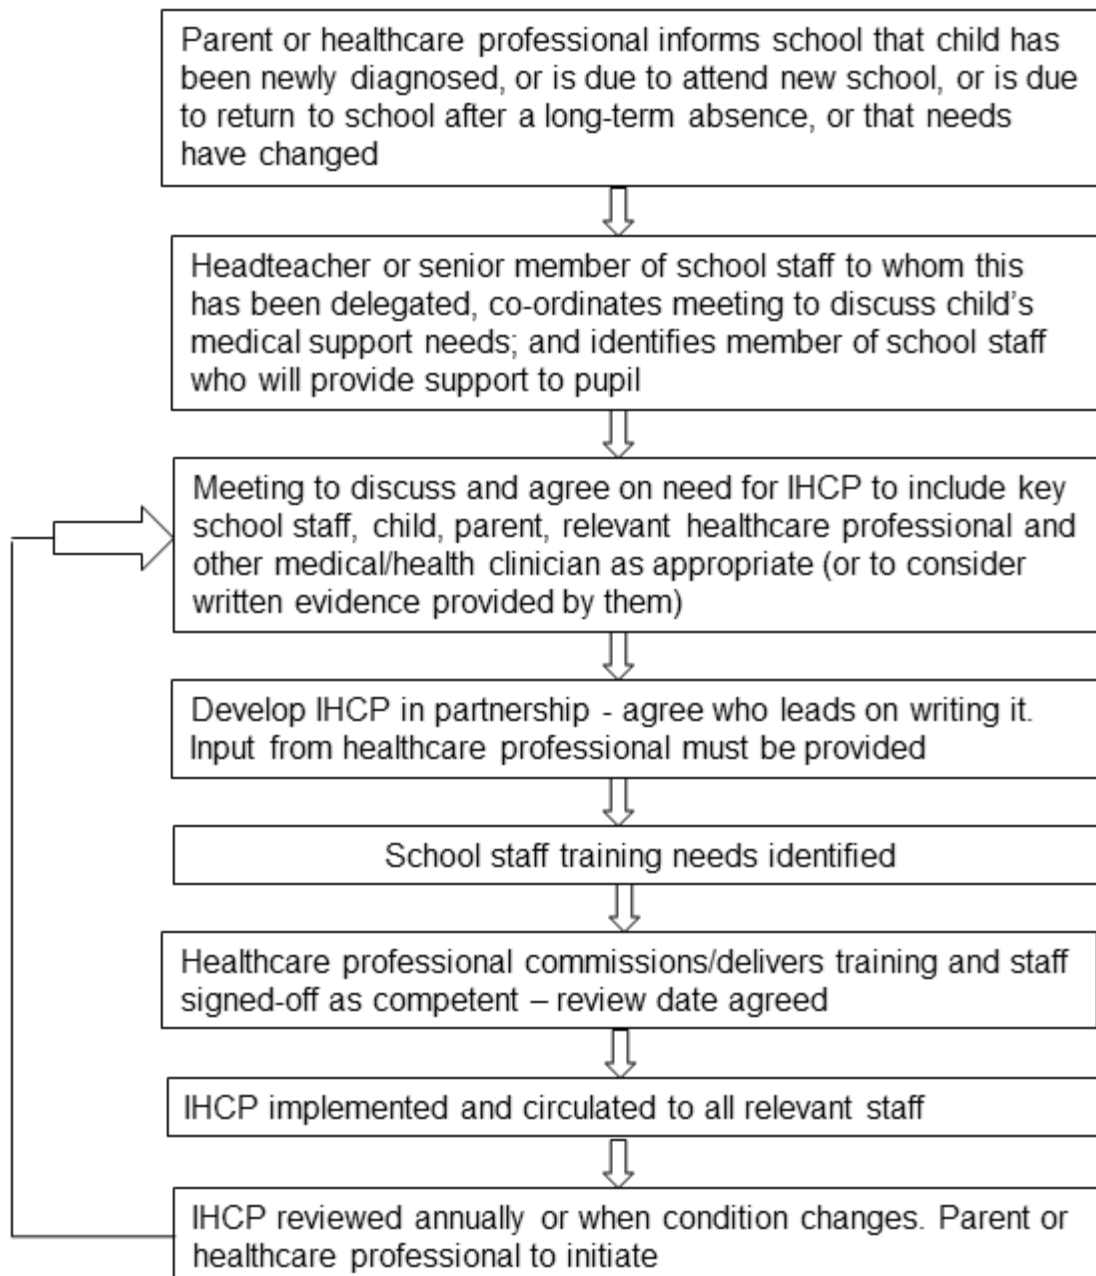 Parent or healthcare professional informs school that child has
been newly diagnosed, or is due to attend new school, or is due
to return to school after a long-term absence, or that needs
have changed
Headteacher or senior member of school staff to whom this
has been delegated, co-ordinates meeting to discuss child's
medical support needs; and identifies member of school staff
who will provide support to pupil
Meeting to discuss and agree on need for IHCP to include key
school staff, child, parent, relevant healthcare professional and
other medical/health clinician as appropriate (or to consider
written evidence provided by them)
Develop IHCP in partnership - agree who leads on writing it.
Input from healthcare professional must be provided
School staff training needs identified
Healthcare professional commissions/delivers training and staff
signed-off as competent – review date agreed
IHCP implemented and circulated to all relevant staff
IHCP reviewed annually or when condition changes. Parent or
healthcare professional to initiate